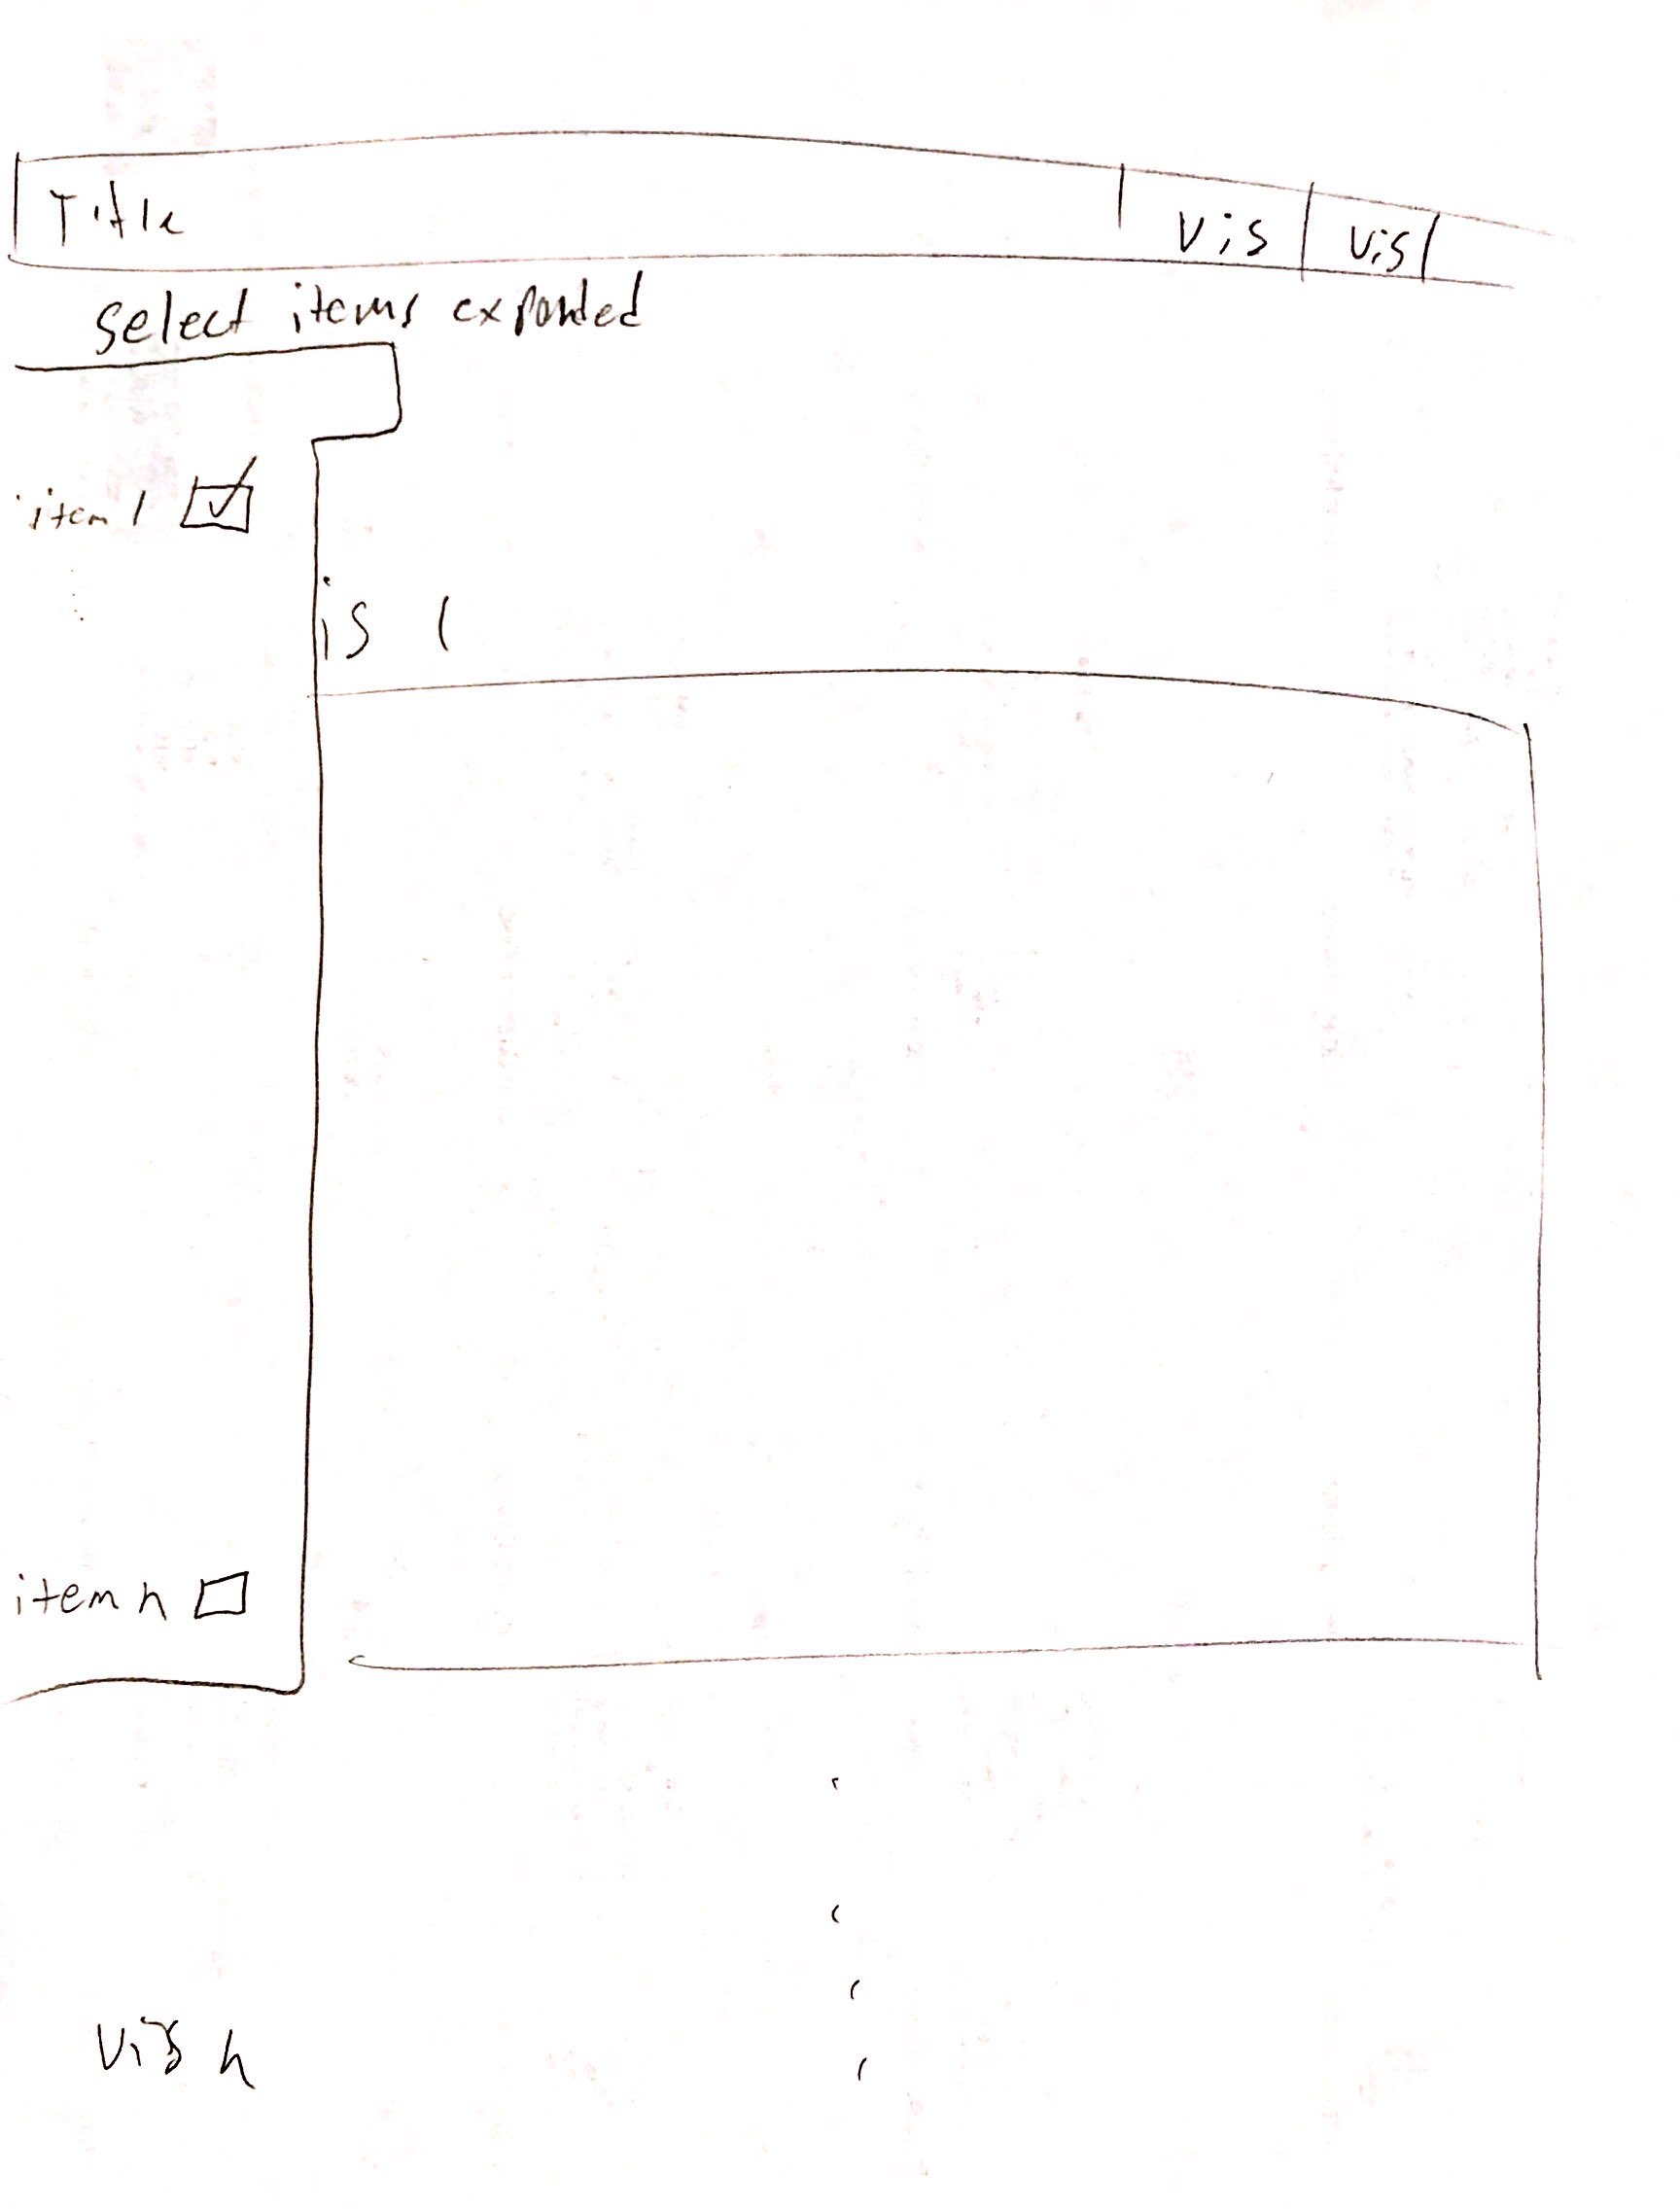 Title vis vis
select items expanded
item 1
is 1
item n
Vis n